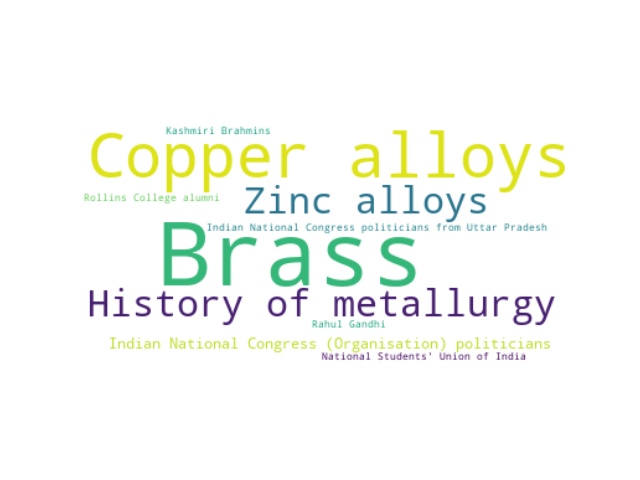 Kashmiri Brahmins
Copper alloys
Rollins College alumni
Zinc alloys
Indian National Congress politicians from Uttar Pradesh
Brass
History of metallurgy
Rahul Gandhi
Indian National Congress (Organisation) politicians
National Students' Union of India